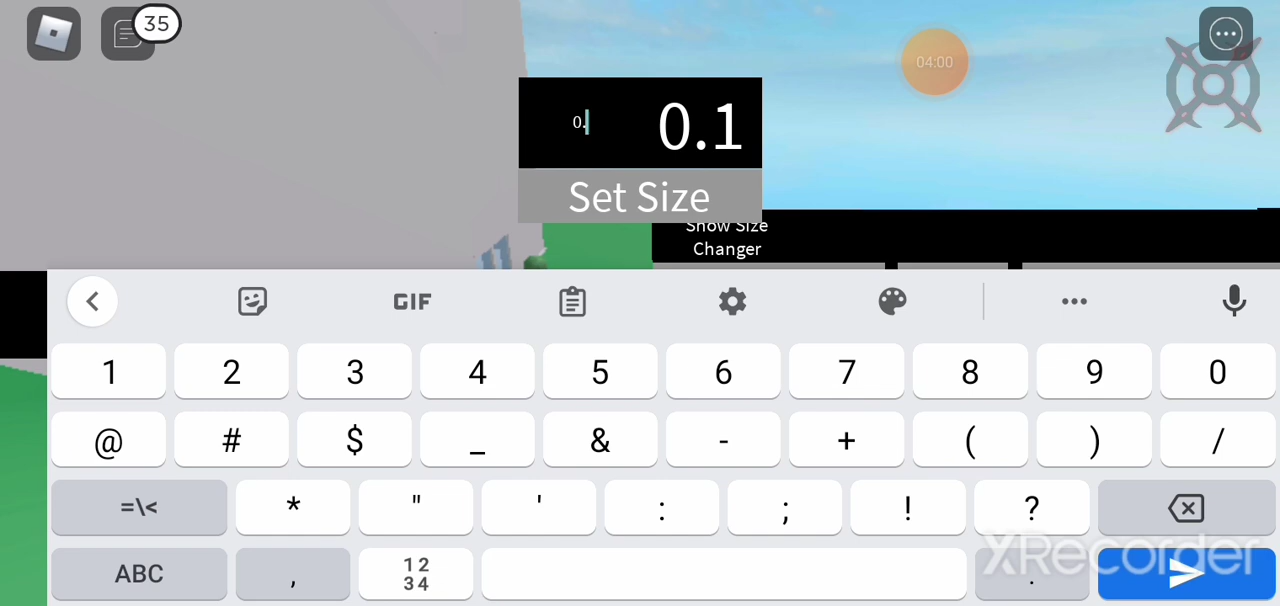 35
04:00
0.
0.1
Set Size
Show Size
Changer
GIF
1 2 3 4 5 6 7 8 9 0
@ # $ _ & - + ( ) /
=\< * " ' : ; ! ?
ABC , 1 2 .
3 4
XRecorder